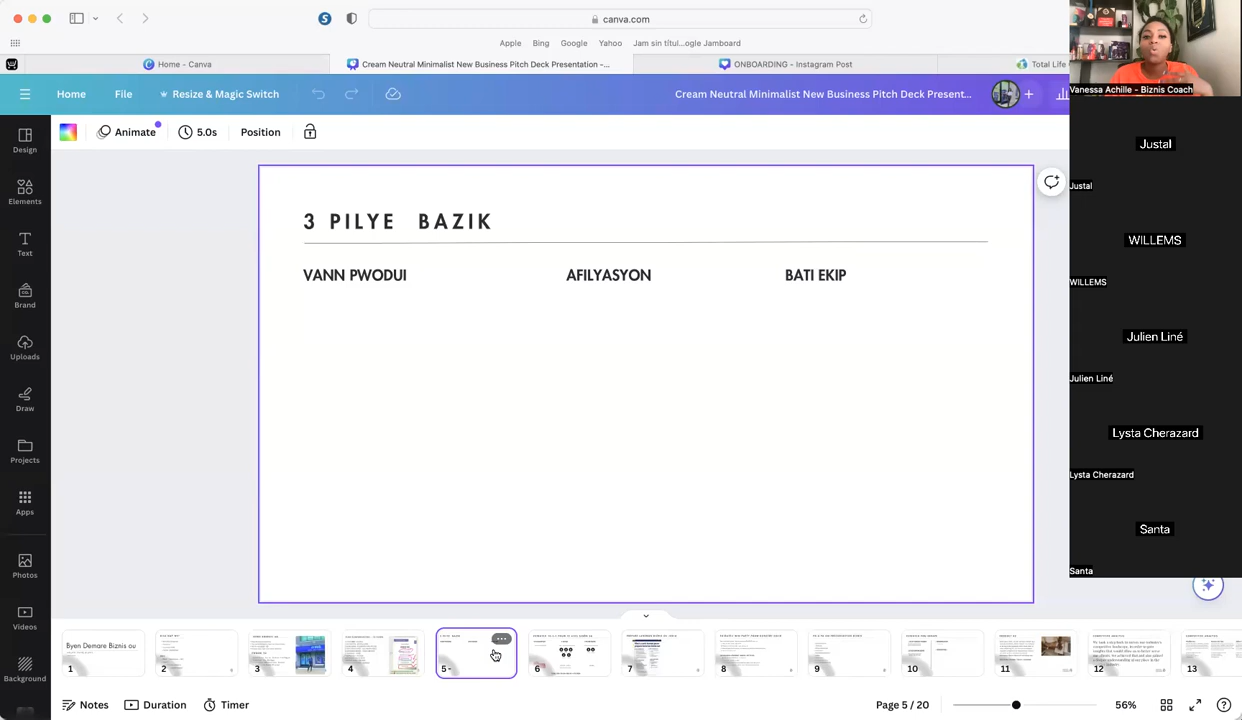 canva.com
Apple Bing Google Yahoo Jam sin títul...ogle Jamboard
Home - Canva
Cream Neutral Minimalist New Business Pitch Deck Presentation –...
ONBOARDING - Instagram Post
Total Life
Home File Resize & Magic Switch
Cream Neutral Minimalist New Business Pitch Deck Present...
Animate 5.0s Position
Design
Elements
Text
Brand
Uploads
Draw
Projects
Apps
Photos
Videos
Background
3 PILYE BAZIK
VANN PWODUI AFILYASYON BATI EKIP
Vanessa Achille - Biznis Coach
Justal
Justal
WILLEMS
WILLEMS
Julien Liné
Julien Liné
Lysta Cherazard
Lysta Cherazard
Santa
Santa
Byen Demare Biznis ou
1 2 3 4 5 6 7 8 9 10 11 12 13
Notes Duration Timer
Page 5 / 20 56%